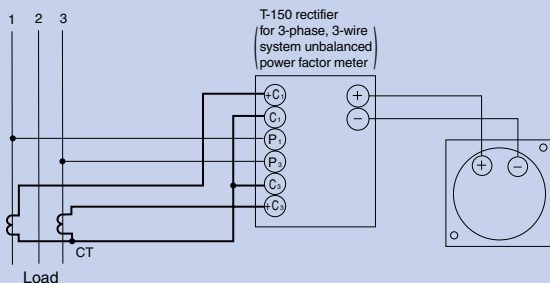 T-150 rectifier
for 3-phase, 3-wire
system unbalanced
power factor meter
1 2 3
+C1
C1
P1
P3
C3
+C3
+
−
+ −
CT
Load